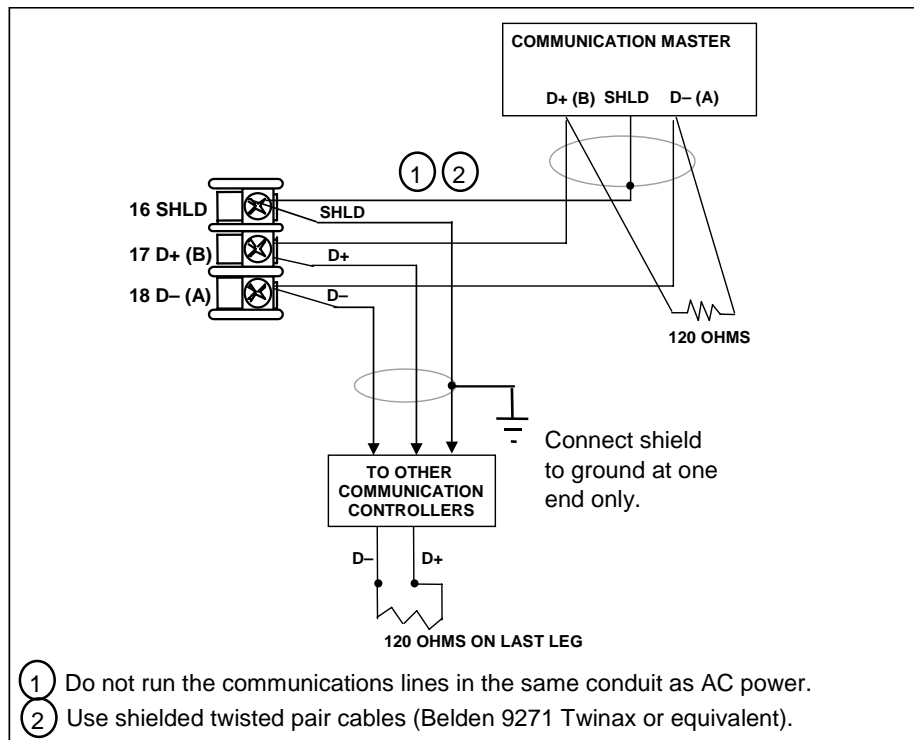 COMMUNICATION MASTER
D+ (B) SHLD D– (A)
1 2
16 SHLD
SHLD
17 D+ (B)
D+
18 D– (A)
D–
120 OHMS
Connect shield
to ground at one
end only.
TO OTHER
COMMUNICATION
CONTROLLERS
D– D+
120 OHMS ON LAST LEG
1 Do not run the communications lines in the same conduit as AC power.
2 Use shielded twisted pair cables (Belden 9271 Twinax or equivalent).